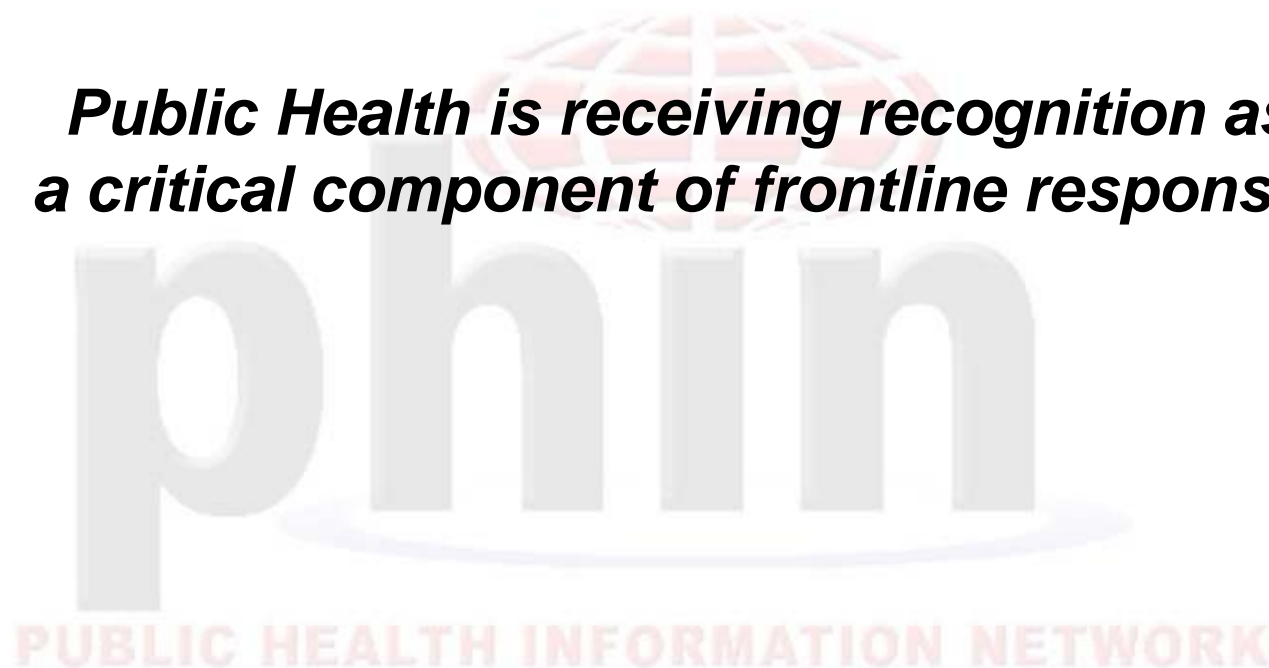 Public Health is receiving recognition as
a critical component of frontline respons
phin
PUBLIC HEALTH INFORMATION NETWORK